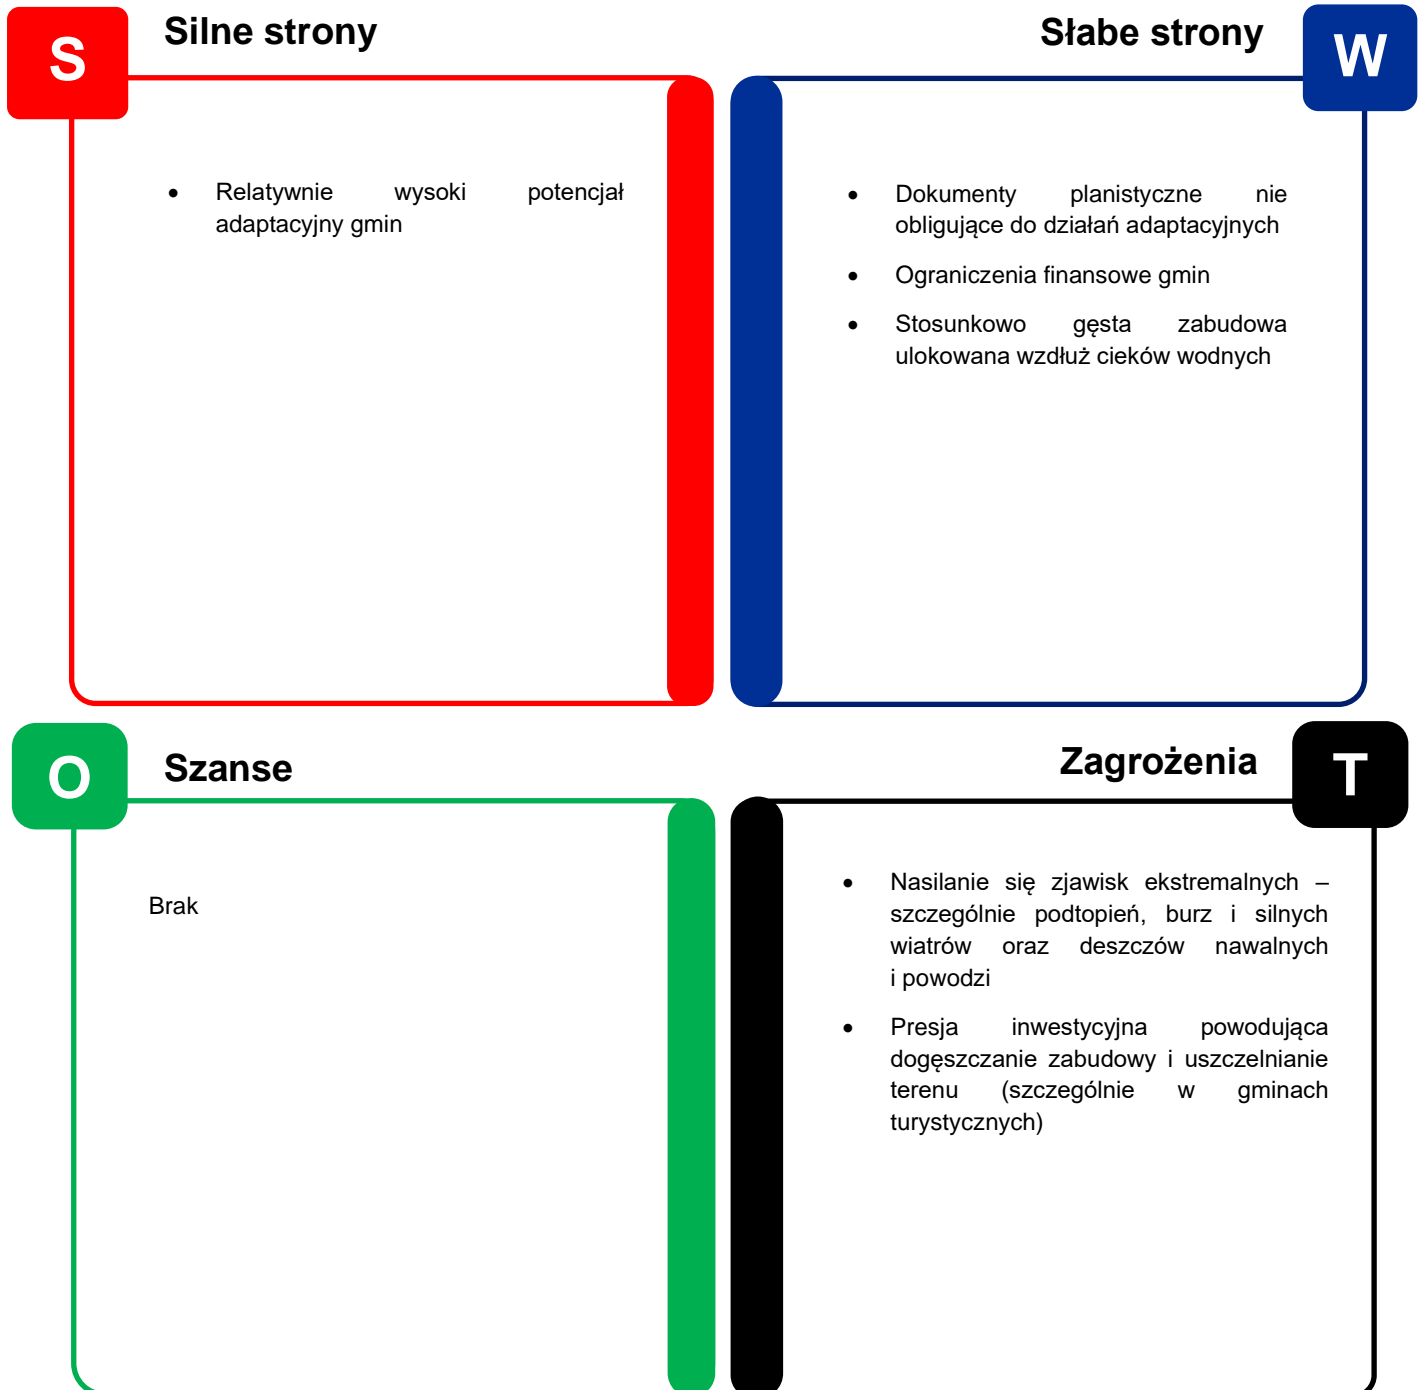 S
Silne strony
Relatywnie wysoki potencjał
adaptacyjny gmin
Słabe strony
W
Dokumenty planistyczne nie
obligujące do działań adaptacyjnych
Ograniczenia finansowe gmin
Stosunkowo gęsta zabudowa
ulokowana wzdłuż cieków wodnych
O
Szanse
Brak
Zagrożenia
T
Nasilanie się zjawisk ekstremalnych –
szczególnie podtopień, burz i silnych
wiatrów oraz deszczów nawalnych
i powodzi
Presja inwestycyjna powodująca
dogęszczanie zabudowy i uszczelnianie
terenu (szczególnie w gminach
turystycznych)